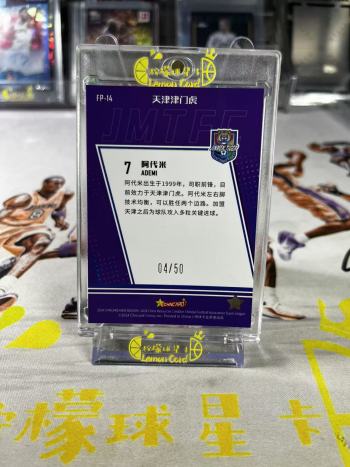 柠檬球星卡
Lemon Card
FP-14
天津津门虎
JMTFC
7
阿代米
ADEMI
阿代米出生于1999年，司职前锋，目
前效力于天津津门虎。阿代米左右脚
技术均衡，可以胜任两个边路。加盟
天津之后为球队攻入多粒关键进球。
04/50
柠檬球星卡
Lemon Card
柠檬球星卡